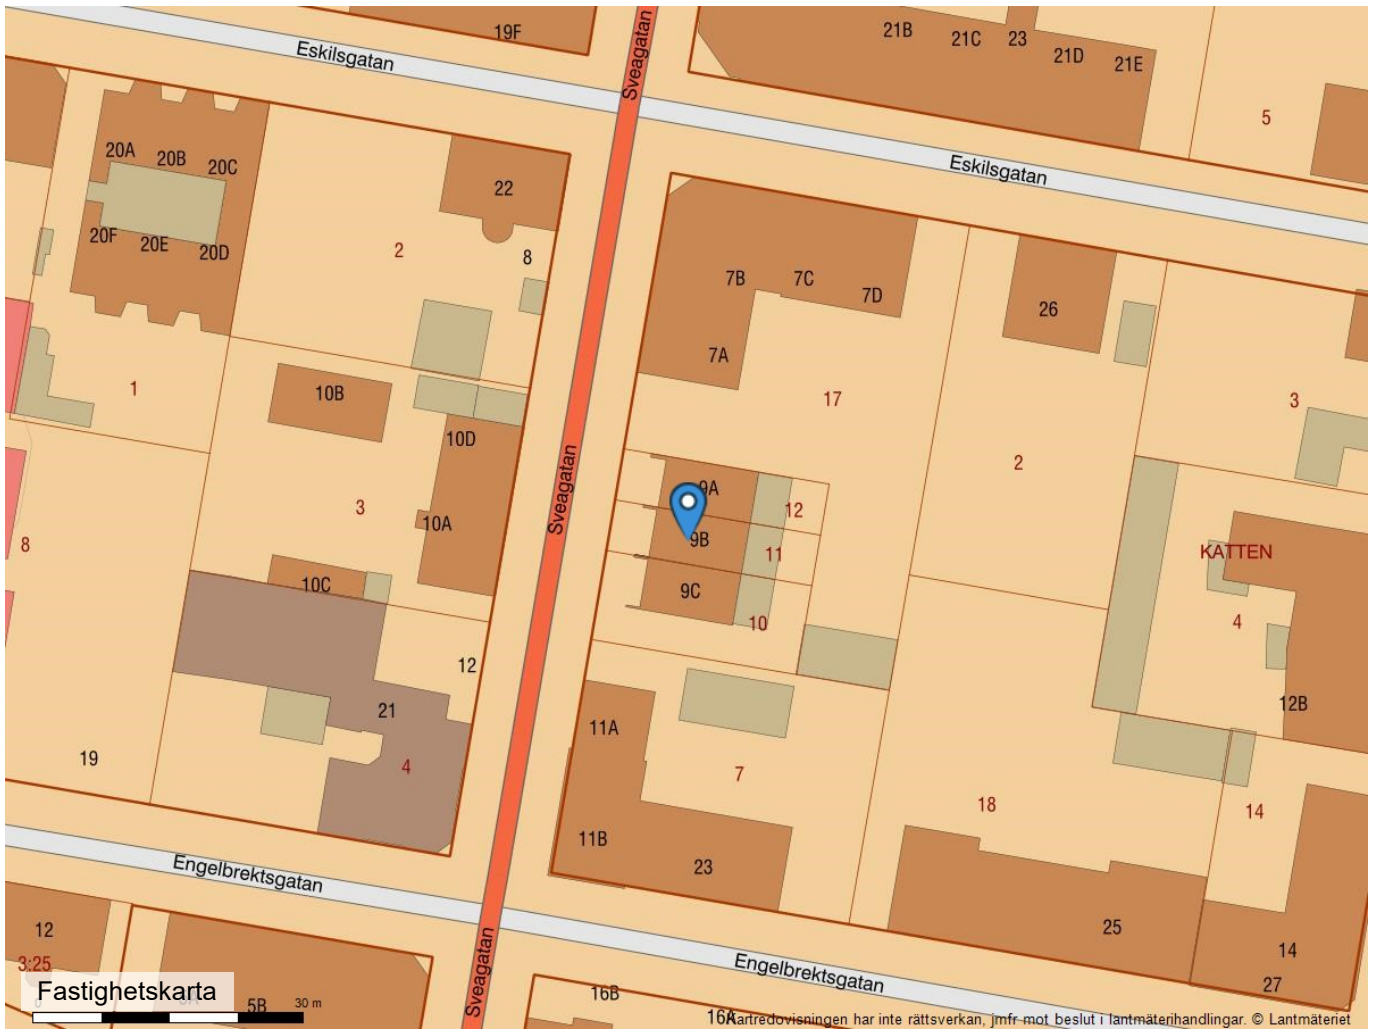 19F
21B
21C
23
21D
21E
Eskilsgatan
Sveagatan
5
20A
20B
20C
22
Eskilsgatan
20F
20E
20D
2
8
7B
7C
7D
26
7A
1
10B
17
3
10D
2
Sveagatan
9A
12
3
10A
9B
11
KATTEN
8
10C
9C
10
4
12
12B
21
11A
19
4
7
18
14
11B
23
Engelbrektsgatan
25
12
14
3:25
Sveagatan
Engelbrektsgatan
27
Fastighetskarta
5B
30 m
16B
16A
Kartredovisningen har inte rättsverkan, jmfr mot beslut i lantmäterihandlingar. © Lantmäteriet